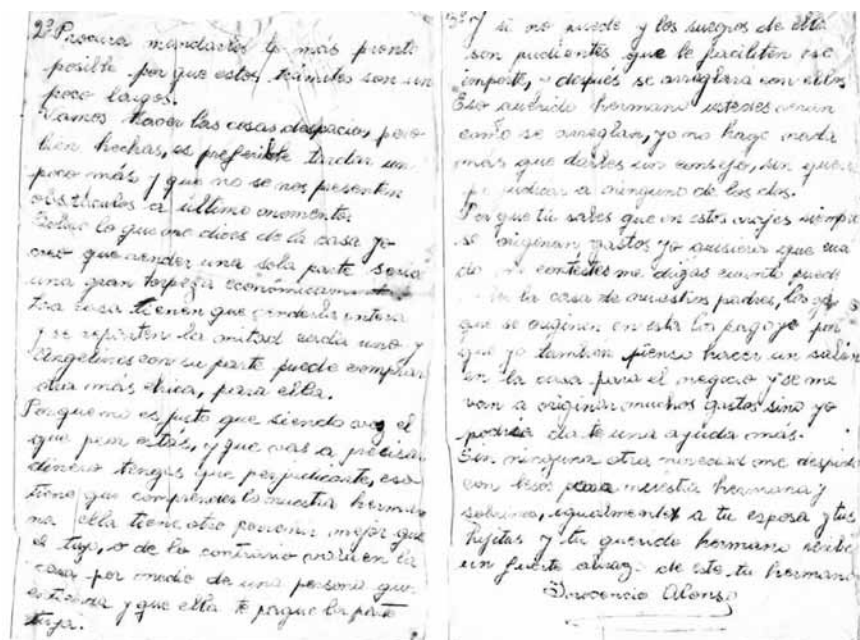 2º Procura mandarlos lo más pronto
posible por que estos trámites son un
poco largos.
Vamos hacer las cosas despacio, pero
bien hechas, es preferible tardar un
poco más y que no se nos presenten
obstáculos a último momento.
Sobre lo que me dices de la casa yo
creo que vender una sola parte seria
una gran torpeza económicamente
la casa tienen que venderla entera
y se reparten la mitad cada uno y
Angelines con su parte puede comprar
otra más chica, para ella.
Porque no es justo que siendo vos el
que peor estás, y que vas a precisar
dinero tengas que perjudicarte, eso
tiene que comprenderlo nuestra herma
na ella tiene otro porvenir mejor que
el tuyo, o de lo contrario en la
casa por medio de una persona que
entienda y que ella te pague la parte
tuya.
3º Y si no puede y los suegros de ella
son pudientes que le faciliten ese
importe, y después se arreglara con ellos
Eso querido hermano ustedes verán
como se arreglan, yo no hago nada
más que darles un consejo, sin querer
perjudicar a ninguno de los dos.
Por que tú sabes que en estos viajes siempre
se originan gastos yo quisiera que cua
do me contestes me digas cuanto puede
la casa de nuestros padres, los
que se originen en esta los pago yo por
que yo tambien pienso hacer un salón
en la casa para el negocio y se me
van a originar muchos gastos sino yo
podria darte una ayuda más.
Sin ninguna otra novedad me despido
con besos para nuestra hermana y
sobrinos, igualmente a tu esposa y tus
hijitas y tu querido hermano recibe
un fuerte abrazo de este tu hermano
Inocencio Alonso